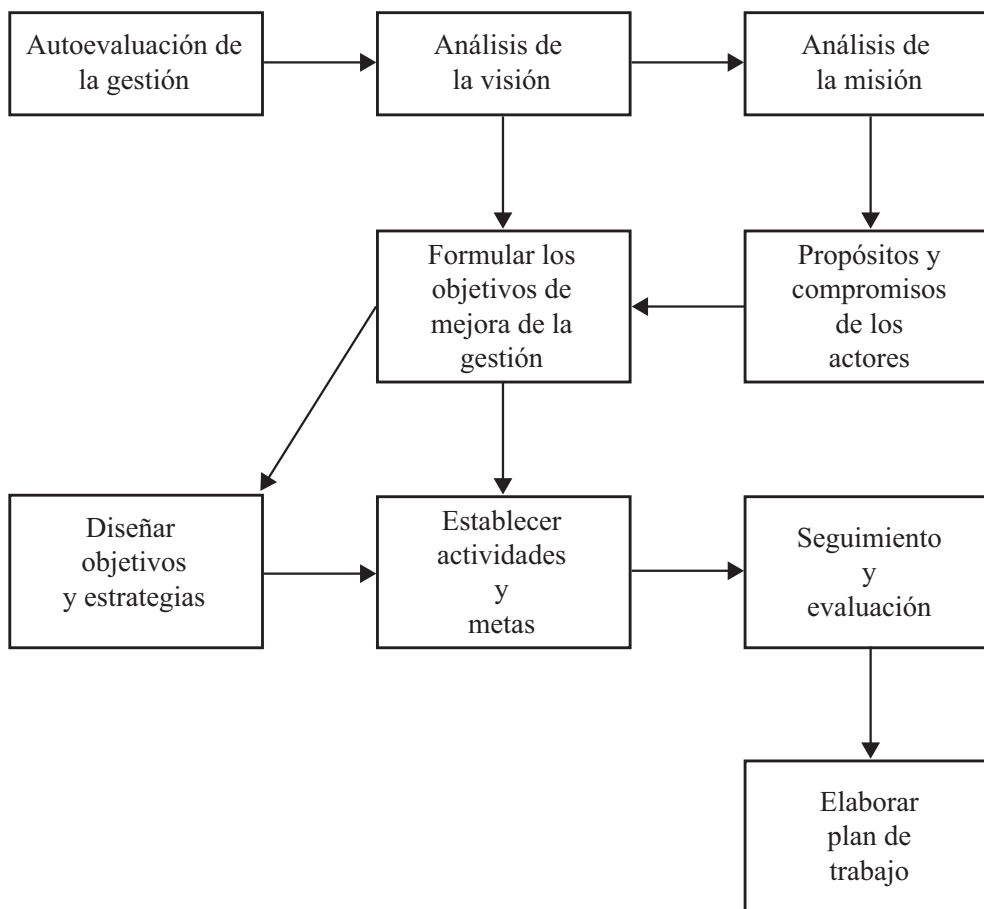 Autoevaluación de
la gestión
Análisis de
la visión
Análisis de
la misión
Formular los
objetivos de
mejora de la
gestión
Propósitos y
compromisos
de los
actores
Diseñar
objetivos
y estrategias
Establecer
actividades
y
metas
Seguimiento
y
evaluación
Elaborar
plan de
trabajo